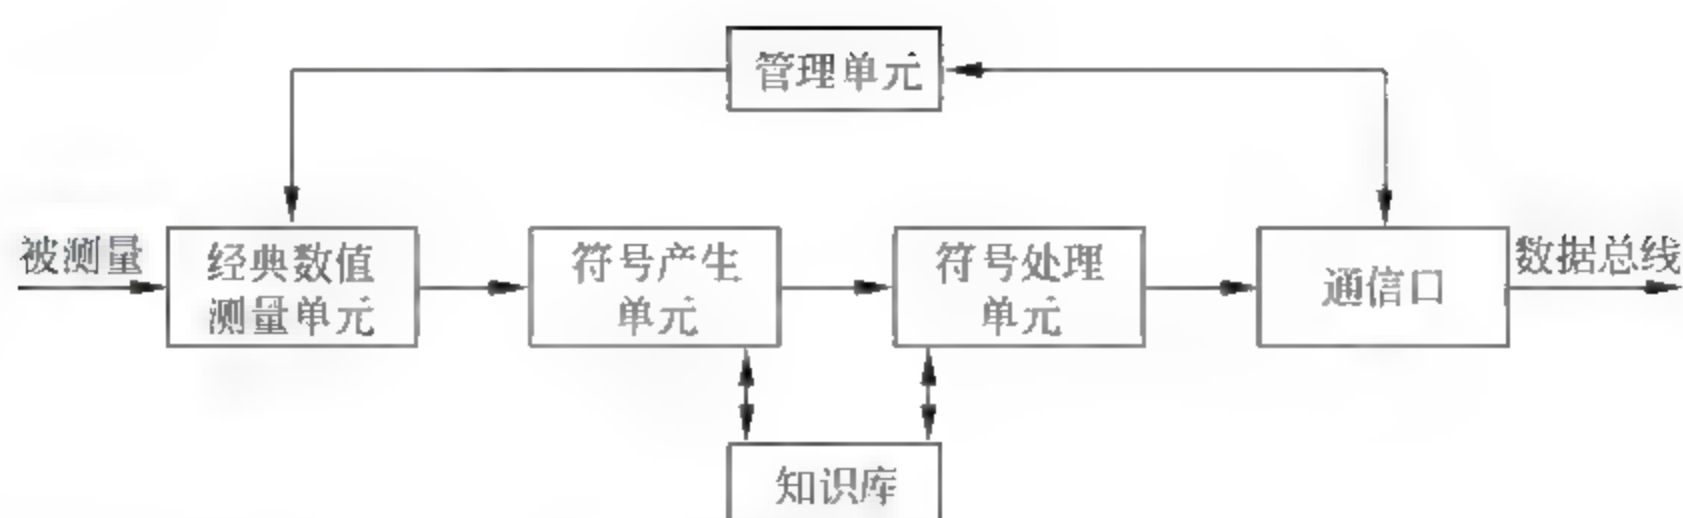 管理单元
被测量
经典数值
测量单元
符号产生
单元
符号处理
单元
通信口
数据总线
知识库